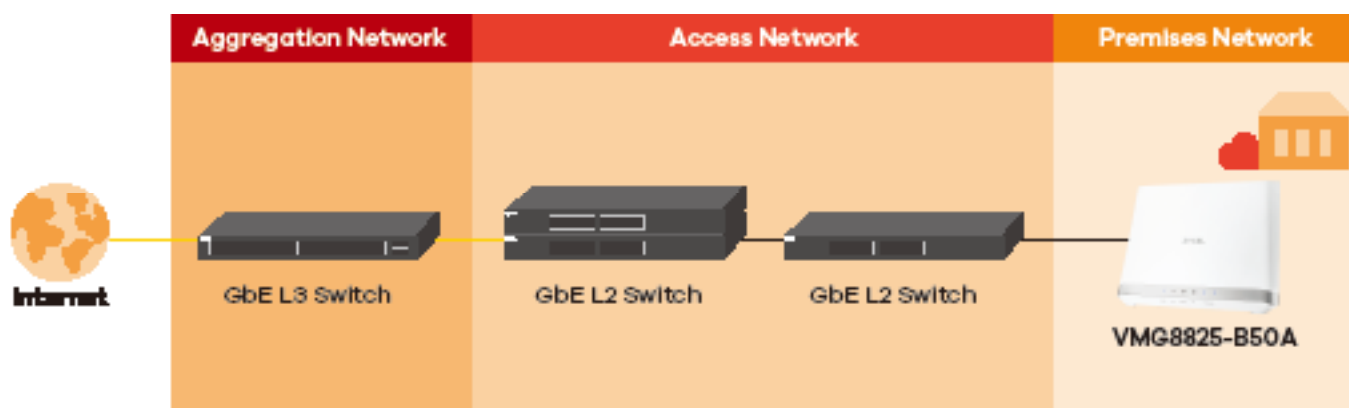 Aggregation Network
Access Network
Premises Network
Internet
GbE L3 Switch
GbE L2 Switch
GbE L2 Switch
VMG8825-B50A